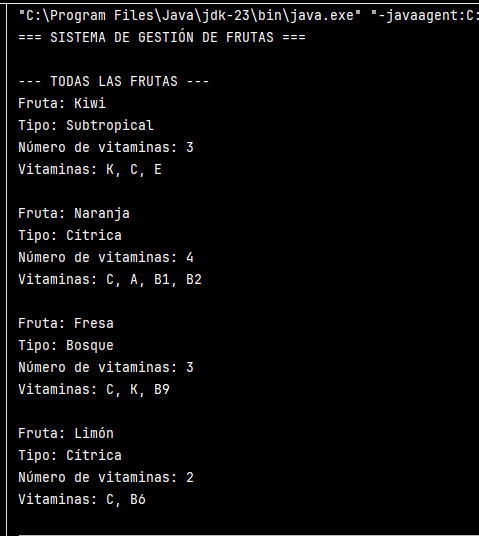 "C:\Program Files\Java\jdk-23\bin\java.exe" "-javaagent:C:
=== SISTEMA DE GESTIÓN DE FRUTAS ===
--- TODAS LAS FRUTAS ---
Fruta: Kiwi
Tipo: Subtropical
Número de vitaminas: 3
Vitaminas: K, C, E
Fruta: Naranja
Tipo: Cítrica
Número de vitaminas: 4
Vitaminas: C, A, B1, B2
Fruta: Fresa
Tipo: Bosque
Número de vitaminas: 3
Vitaminas: C, K, B9
Fruta: Limón
Tipo: Cítrica
Número de vitaminas: 2
Vitaminas: C, B6